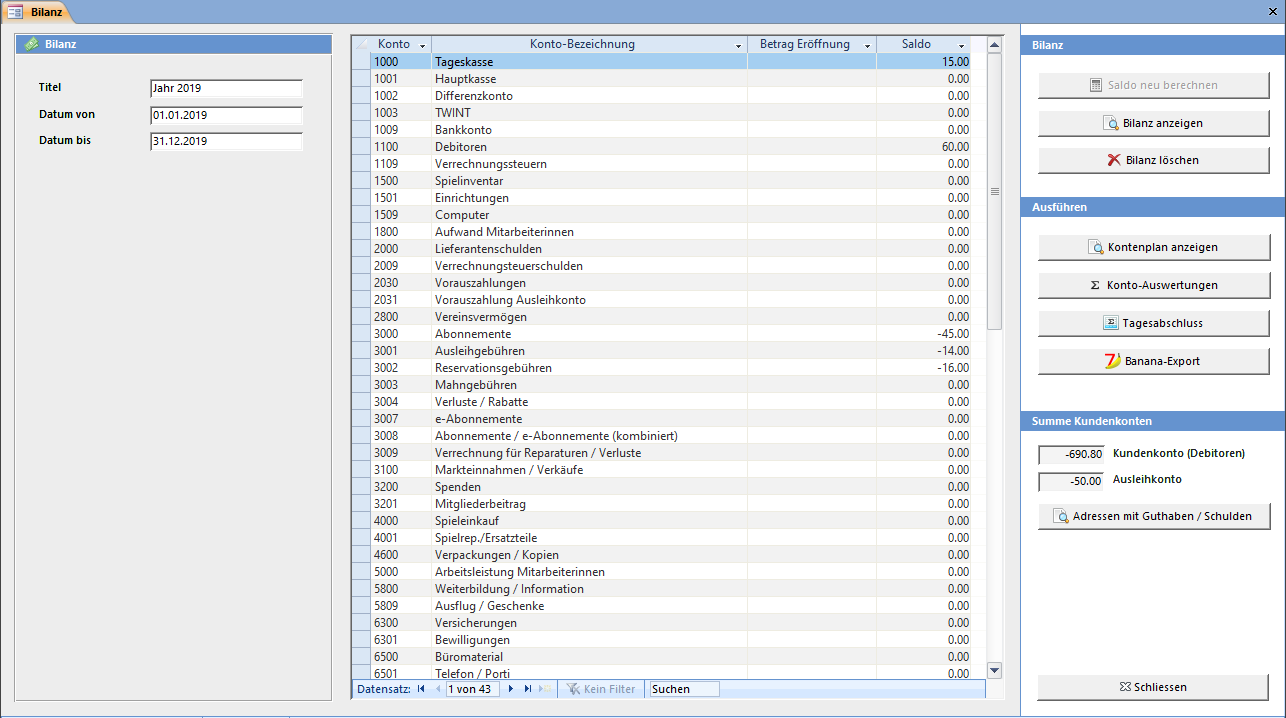 Bilanz
Bilanz
Titel Jahr 2019
Datum von 01.01.2019
Datum bis 31.12.2019
Konto Konto-Bezeichnung Betrag Eröffnung Saldo
1000 Tageskasse 15.00
1001 Hauptkasse 0.00
1002 Differenzkonto 0.00
1003 TWINT 0.00
1009 Bankkonto 0.00
1100 Debitoren 60.00
1109 Verrechnungssteuern 0.00
1500 Spielinventar 0.00
1501 Einrichtungen 0.00
1509 Computer 0.00
1800 Aufwand Mitarbeiterinnen 0.00
2000 Lieferantenschulden 0.00
2009 Verrechnungsteuerschulden 0.00
2030 Vorauszahlungen 0.00
2031 Vorauszahlung Ausleihkonto 0.00
2800 Vereinsvermögen 0.00
3000 Abonnemente -45.00
3001 Ausleihgebühren -14.00
3002 Reservationsgebühren -16.00
3003 Mahngebühren 0.00
3004 Verluste / Rabatte 0.00
3007 e-Abonnemente 0.00
3008 Abonnemente / e-Abonnemente (kombiniert) 0.00
3009 Verrechnung für Reparaturen / Verluste 0.00
3100 Markteinnahmen / Verkäufe 0.00
3200 Spenden 0.00
3201 Mitgliederbeitrag 0.00
4000 Spieleinkauf 0.00
4001 Spielrep./Ersatzteile 0.00
4600 Verpackungen / Kopien 0.00
5000 Arbeitsleistung Mitarbeiterinnen 0.00
5800 Weiterbildung / Information 0.00
5809 Ausflug / Geschenke 0.00
6300 Versicherungen 0.00
6301 Bewilligungen 0.00
6500 Büromaterial 0.00
6501 Telefon / Porti 0.00
Datensatz: 1 von 43 Kein Filter Suchen
Bilanz
Saldo neu berechnen
Bilanz anzeigen
Bilanz löschen
Ausführen
Kontenplan anzeigen
Σ Konto-Auswertungen
Tagesabschluss
Banana-Export
Summe Kundenkonten
-690.80 Kundenkonto (Debitoren)
-50.00 Ausleihkonto
Adressen mit Guthaben / Schulden
Schliessen